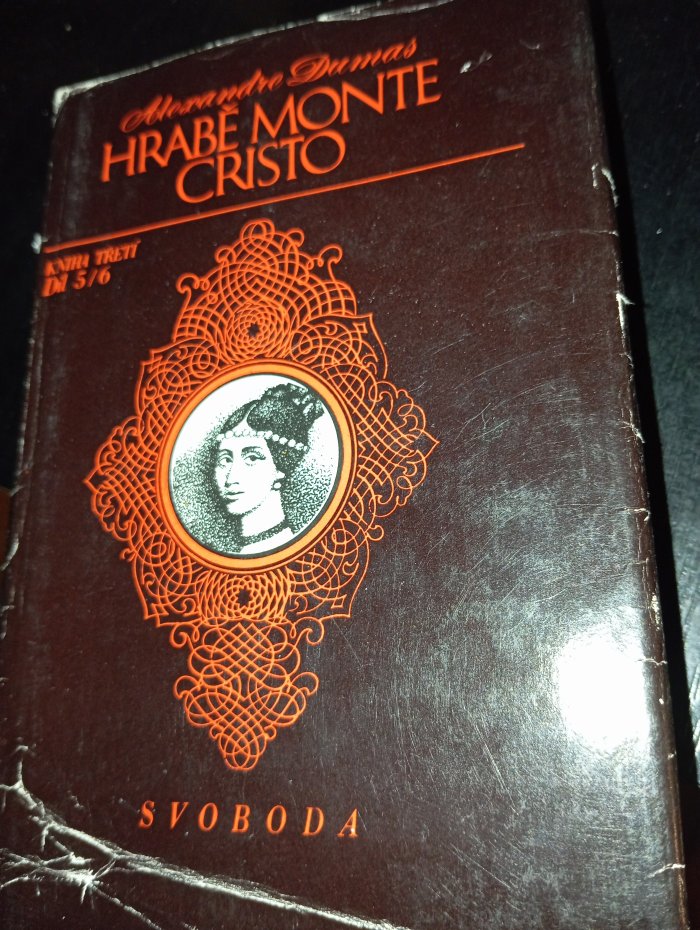 Alexandre Dumas
HRABĚ MONTE
CRISTO
KNIHA TŘETÍ
Díl 5/6
SVOBODA